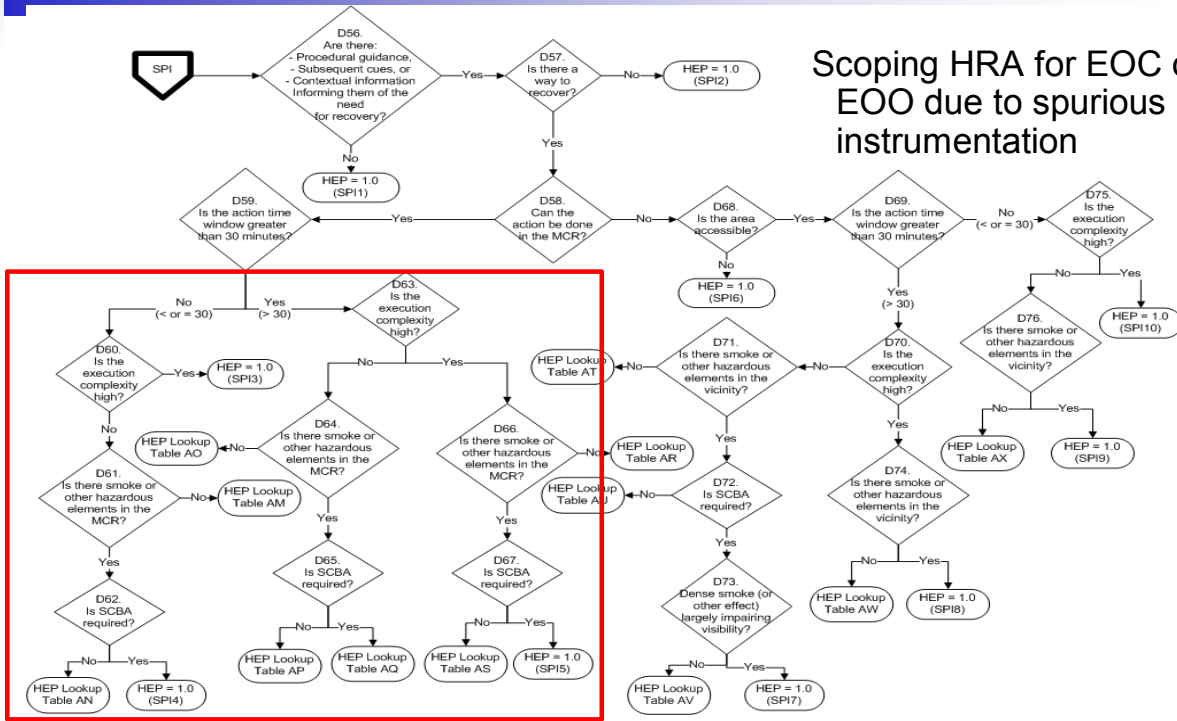 Scoping HRA for EOC
EOO due to spurious
instrumentation
SPI
D56.
Are there:
- Procedural guidance,
- Subsequent cues, or
- Contextual information
Informing them of the
need
for recovery?
Yes
No
HEP = 1.0
(SPI1)
D57.
Is there a
way to
recover?
No
HEP = 1.0
(SPI2)
Yes
D58.
Can the
action be done
in the MCR?
Yes
No
D59.
Is the action time
window greater
than 30 minutes?
No
(< or = 30)
Yes
(> 30)
D60.
Is the
execution
complexity
high?
Yes
HEP = 1.0
(SPI3)
No
D61.
Is there smoke or
other hazardous
elements in the
MCR?
No
HEP Lookup
Table AM
Yes
D62.
Is SCBA
required?
No
Yes
HEP Lookup
Table AN
HEP = 1.0
(SPI4)
D63.
Is the
execution
complexity
high?
No
Yes
D64.
Is there smoke or
other hazardous
elements in the
MCR?
No
HEP Lookup
Table AO
Yes
D65.
Is SCBA
required?
No
Yes
HEP Lookup
Table AP
HEP Lookup
Table AQ
D66.
Is there smoke or
other hazardous
elements in the
MCR?
No
HEP Lookup
Table AR
Yes
D67.
Is SCBA
required?
No
Yes
HEP Lookup
Table AS
HEP = 1.0
(SPI5)
D68.
Is the area
accessible?
Yes
No
HEP = 1.0
(SPI6)
D69.
Is the action time
window greater
than 30 minutes?
No
(< or = 30)
Yes
(> 30)
D70.
Is the
execution
complexity
high?
No
Yes
D71.
Is there smoke or
other hazardous
elements in the
vicinity?
No
HEP Lookup
Table AT
Yes
D72.
Is SCBA
required?
No
HEP Lookup
Table AU
Yes
D73.
Dense smoke (or
other effect)
largely impairing
visibility?
No
Yes
HEP Lookup
Table AV
HEP = 1.0
(SPI7)
D74.
Is there smoke or
other hazardous
elements in the
vicinity?
No
Yes
HEP Lookup
Table AW
HEP = 1.0
(SPI8)
D75.
Is the
execution
complexity
high?
No
Yes
HEP = 1.0
(SPI10)
D76.
Is there smoke or
other hazardous
elements in the
vicinity?
No
Yes
HEP Lookup
Table AX
HEP = 1.0
(SPI9)